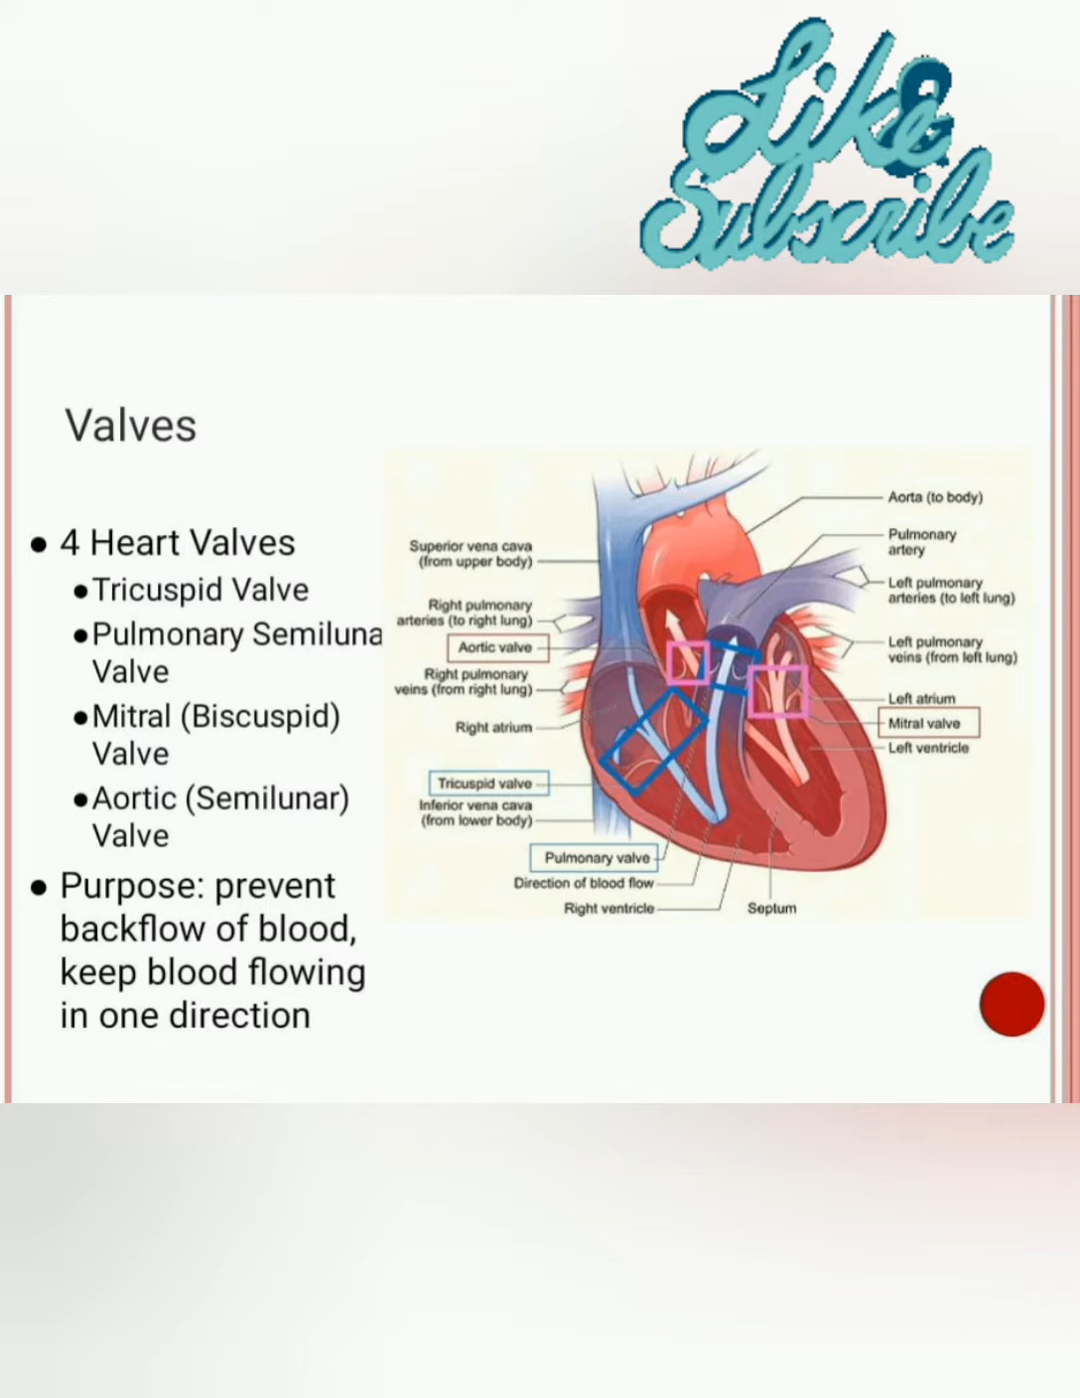 Like &
Subscribe
Valves
● 4 Heart Valves
●Tricuspid Valve
●Pulmonary Semiluna
Valve
●Mitral (Biscuspid)
Valve
●Aortic (Semilunar)
Valve
● Purpose: prevent
backflow of blood,
keep blood flowing
in one direction
Superior vena cava
(from upper body)
Right pulmonary
arteries (to right lung)
Aortic valve
Right pulmonary
veins (from right lung)
Right atrium
Tricuspid valve
Inferior vena cava
(from lower body)
Pulmonary valve
Direction of blood flow
Right ventricle
Septum
Aorta (to body)
Pulmonary
artery
Left pulmonary
arteries (to left lung)
Left pulmonary
veins (from left lung)
Left atrium
Mitral valve
Left ventricle